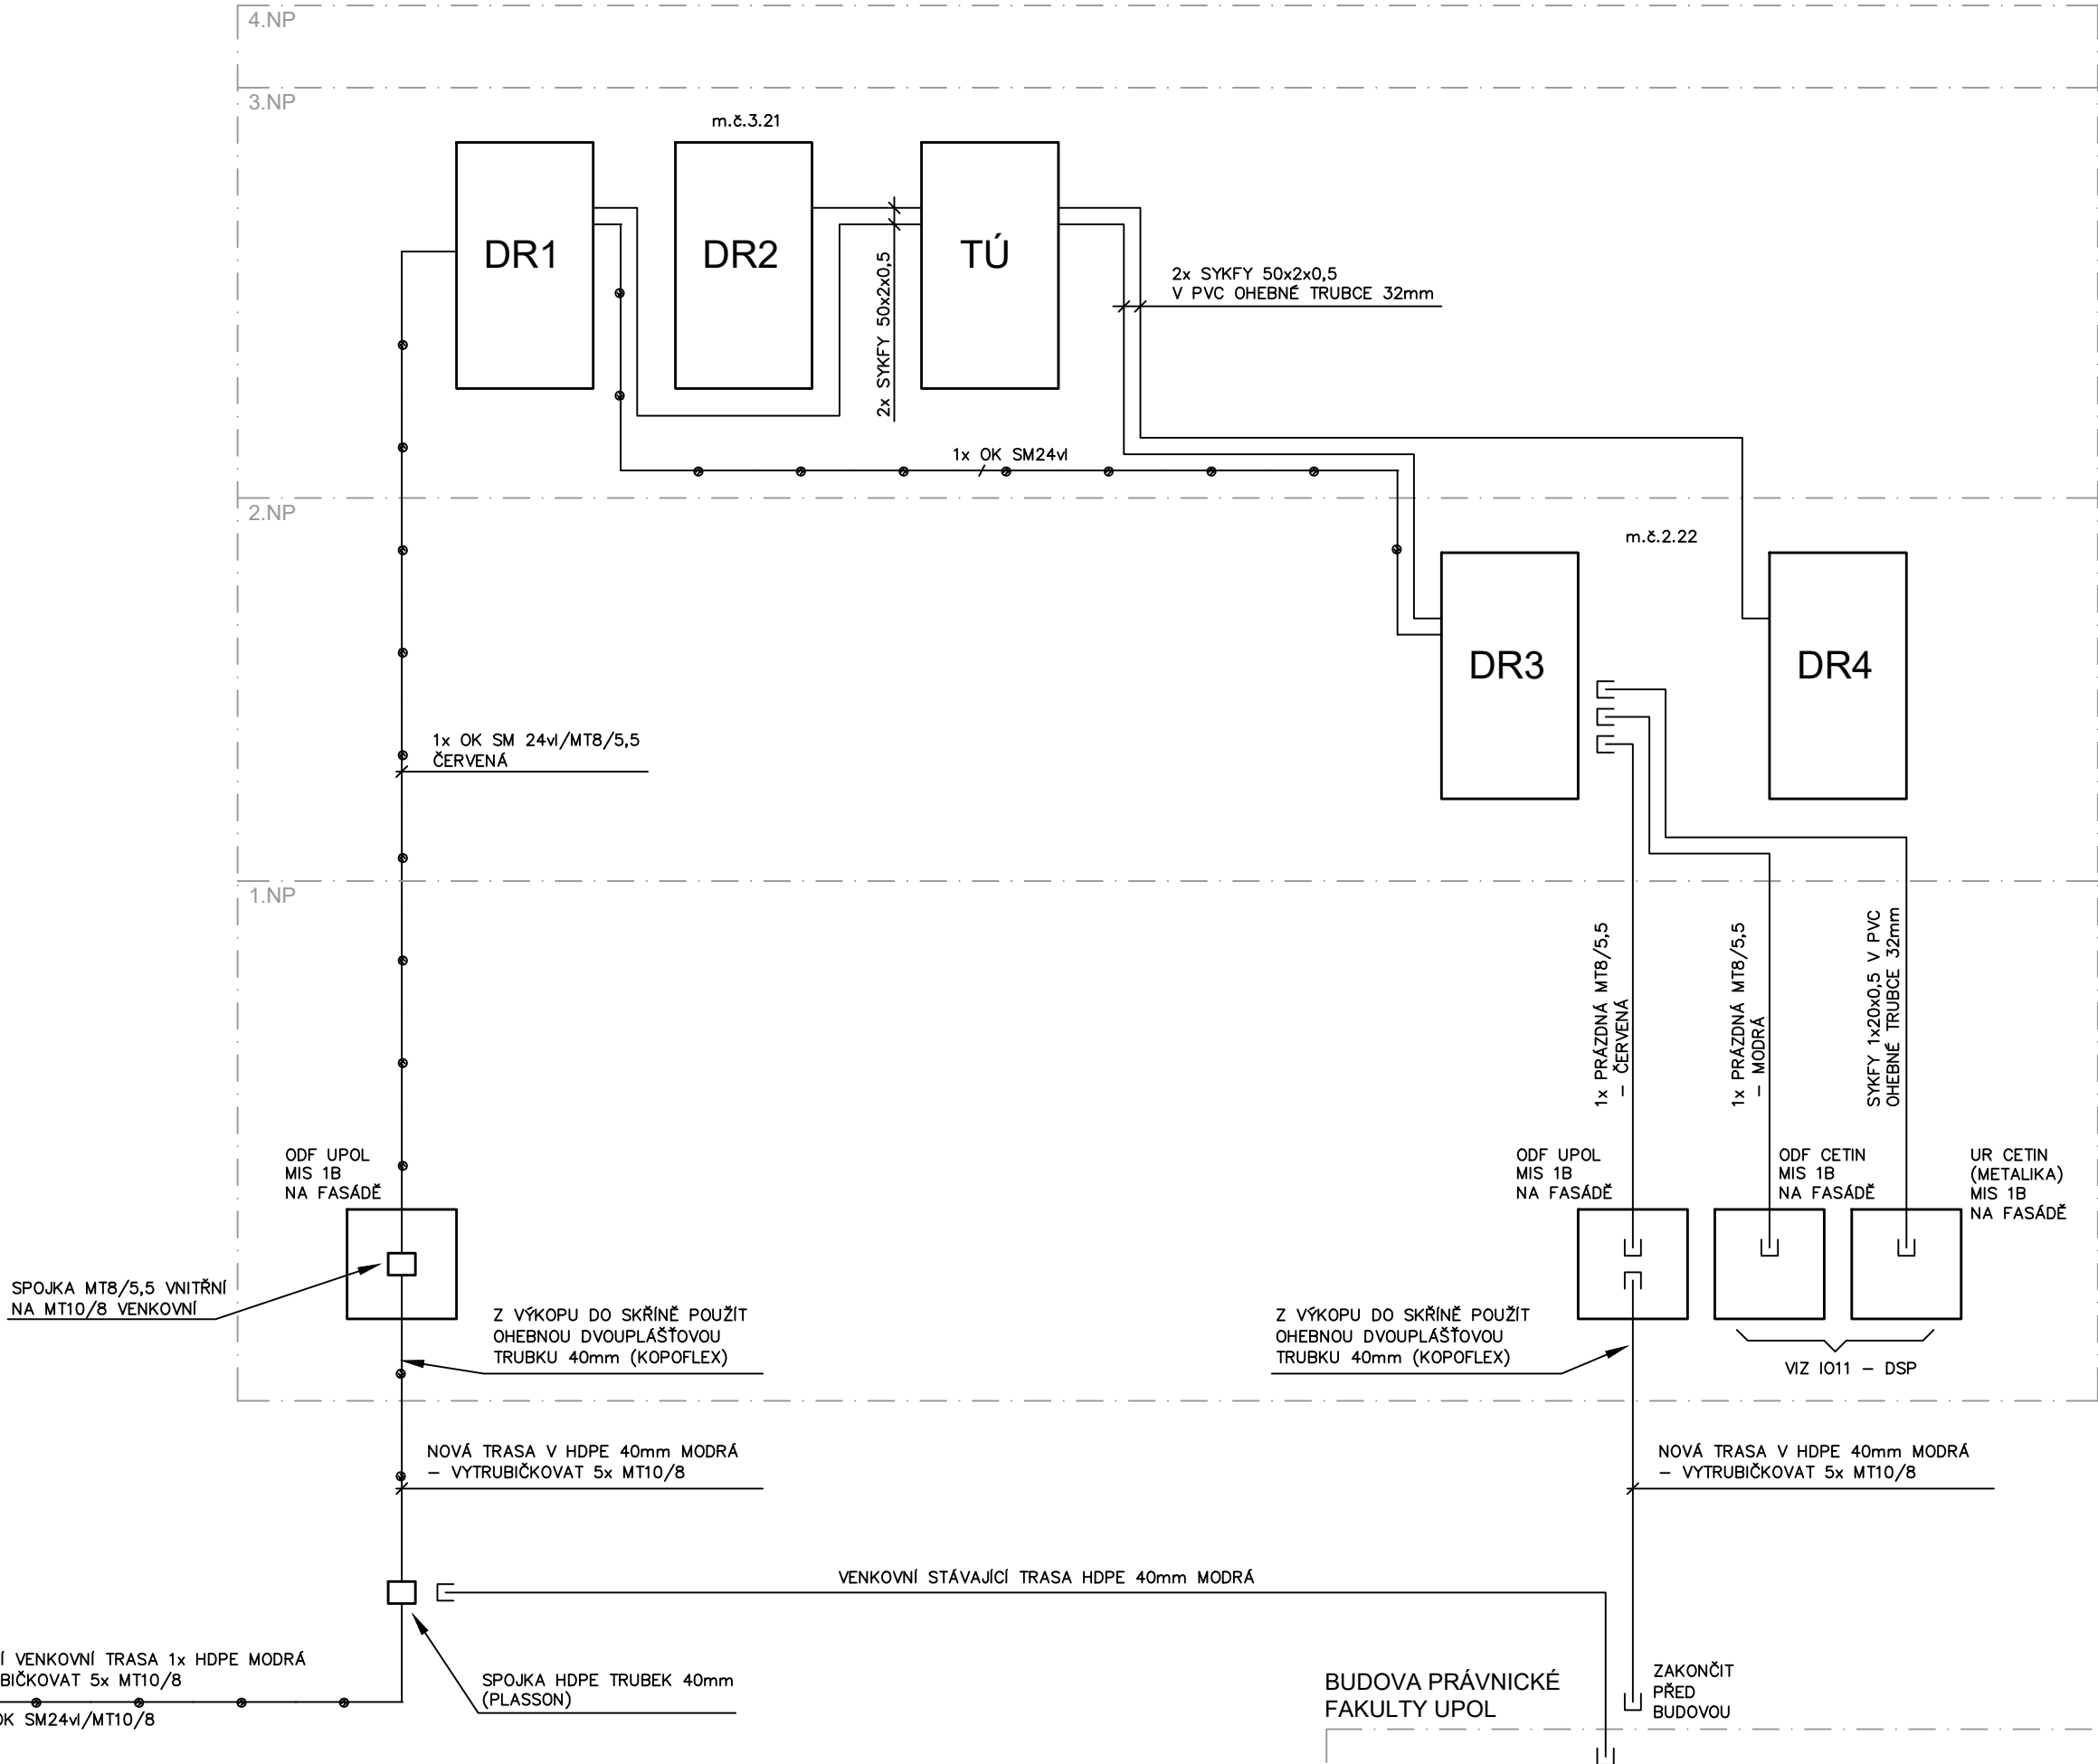 4.NP
3.NP
m.č.3.21
DR1
DR2
TÚ
2x SYKFY 50x2x0,5
2x SYKFY 50x2x0,5
V PVC OHEBNÉ TRUBCE 32mm
1x OK SM24vl
2.NP
m.č.2.22
DR3
DR4
1x OK SM 24vl/MT8/5,5
ČERVENÁ
1.NP
1x PRÁZDNÁ MT8/5,5
– ČERVENÁ
1x PRÁZDNÁ MT8/5,5
– MODRÁ
SYKFY 1x20x0,5 V PVC
OHEBNÉ TRUBCE 32mm
ODF UPOL
MIS 1B
NA FASÁDĚ
ODF UPOL
MIS 1B
NA FASÁDĚ
ODF CETIN
MIS 1B
NA FASÁDĚ
UR CETIN
(METALIKA)
MIS 1B
NA FASÁDĚ
SPOJKA MT8/5,5 VNITŘNÍ
NA MT10/8 VENKOVNÍ
Z VÝKOPU DO SKŘÍNĚ POUŽÍT
OHEBNOU DVOUPLÁŠŤOVOU
TRUBKU 40mm (KOPOFLEX)
Z VÝKOPU DO SKŘÍNĚ POUŽÍT
OHEBNOU DVOUPLÁŠŤOVOU
TRUBKU 40mm (KOPOFLEX)
VIZ IO11 – DSP
NOVÁ TRASA V HDPE 40mm MODRÁ
– VYTRUBIČKOVAT 5x MT10/8
NOVÁ TRASA V HDPE 40mm MODRÁ
– VYTRUBIČKOVAT 5x MT10/8
VENKOVNÍ STÁVAJÍCÍ TRASA HDPE 40mm MODRÁ
VENKOVNÍ TRASA 1x HDPE MODRÁ
5x MT10/8
OK SM24vl/MT10/8
SPOJKA HDPE TRUBEK 40mm
(PLASSON)
BUDOVA PRÁVNICKÉ
FAKULTY UPOL
ZAKONČIT
PŘED
BUDOVOU